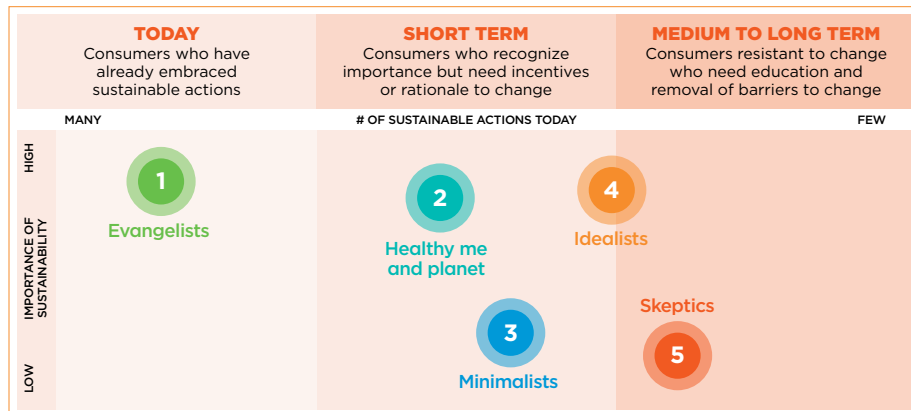 TODAY
Consumers who have
already embraced
sustainable actions
SHORT TERM
Consumers who recognize
importance but need incentives
or rationale to change
MEDIUM TO LONG TERM
Consumers resistant to change
who need education and
removal of barriers to change
MANY
# OF SUSTAINABLE ACTIONS TODAY
FEW
HIGH
IMPORTANCE OF
SUSTAINABILITY
LOW
1
Evangelists
2
Healthy me
and planet
4
Idealists
3
Minimalists
Skeptics
5